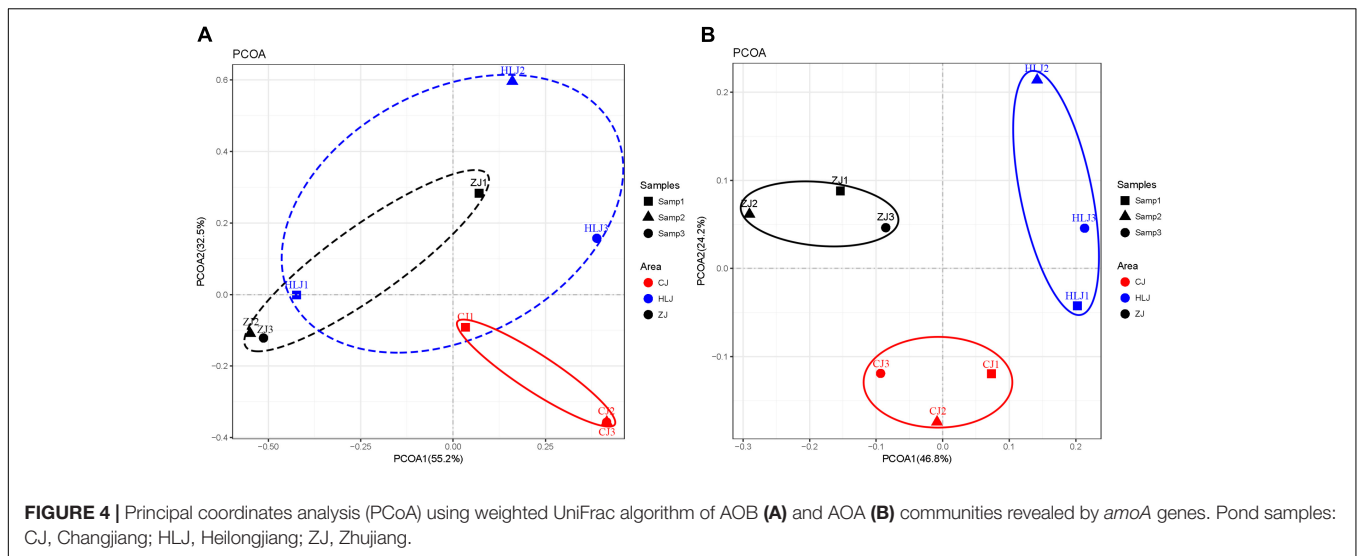 A
PCOA
PCOA2(32.5%)
0.6
0.4
0.2
0.0
−0.2
−0.4
HLJ2
ZJ1
HLJ3
HLJ1
ZJ2
ZJ3
CJ1
CJ2
CJ3
−0.50
−0.25
0.00
0.25
PCOA1(55.2%)
Samples
Samp1
Samp2
Samp3
Area
CJ
HLJ
ZJ
B
PCOA
PCOA2(24.2%)
0.2
0.1
0.0
−0.1
HLJ2
ZJ1
ZJ2
ZJ3
HLJ3
HLJ1
CJ3
CJ1
CJ2
−0.3
−0.2
−0.1
0.0
0.1
0.2
PCOA1(46.8%)
Samples
Samp1
Samp2
Samp3
Area
CJ
HLJ
ZJ
FIGURE 4 | Principal coordinates analysis (PCoA) using weighted UniFrac algorithm of AOB (A) and AOA (B) communities revealed by amoA genes. Pond samples:
CJ, Changjiang; HLJ, Heilongjiang; ZJ, Zhujiang.